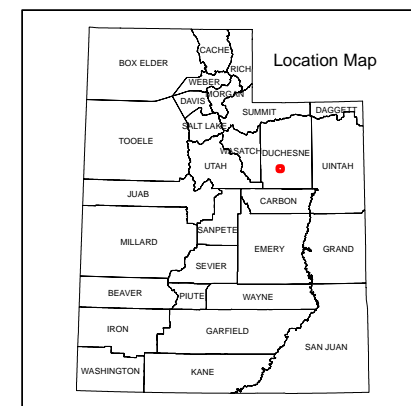 Location Map
CACHE
BOX ELDER
RICH
WEBER
MORGAN
DAVIS
SUMMIT
DAGGETT
SALT LAKE
TOOELE
WASATCH
DUCHESNE
UTAH
UINTAH
JUAB
CARBON
SANPETE
MILLARD
EMERY
GRAND
SEVIER
BEAVER
PIUTE
WAYNE
IRON
GARFIELD
SAN JUAN
WASHINGTON
KANE